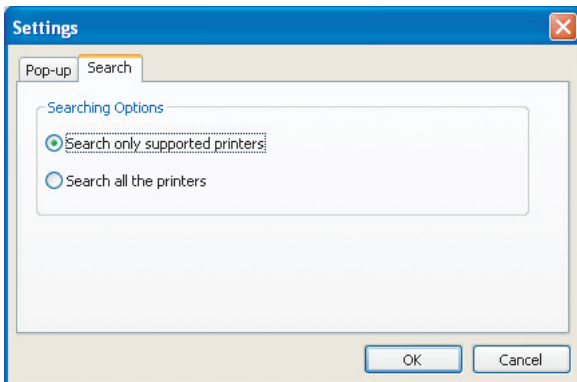 Settings
Pop-up Search
Searching Options
Search only supported printers
Search all the printers
OK Cancel